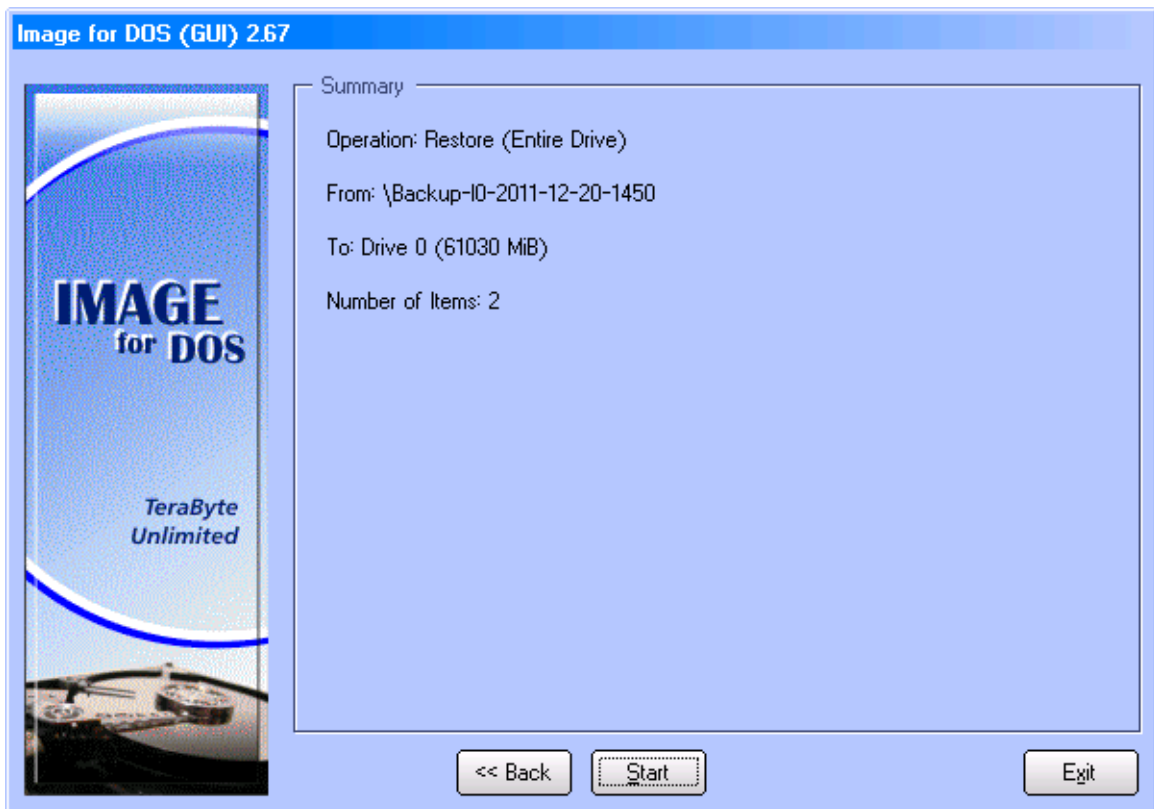 Image for DOS (GUI) 2.67
Summary
Operation: Restore (Entire Drive)
From: \Backup-I0-2011-12-20-1450
To: Drive 0 (61030 MiB)
Number of Items: 2
IMAGE
for DOS
TeraByte
Unlimited
<< Back
Start
Exit